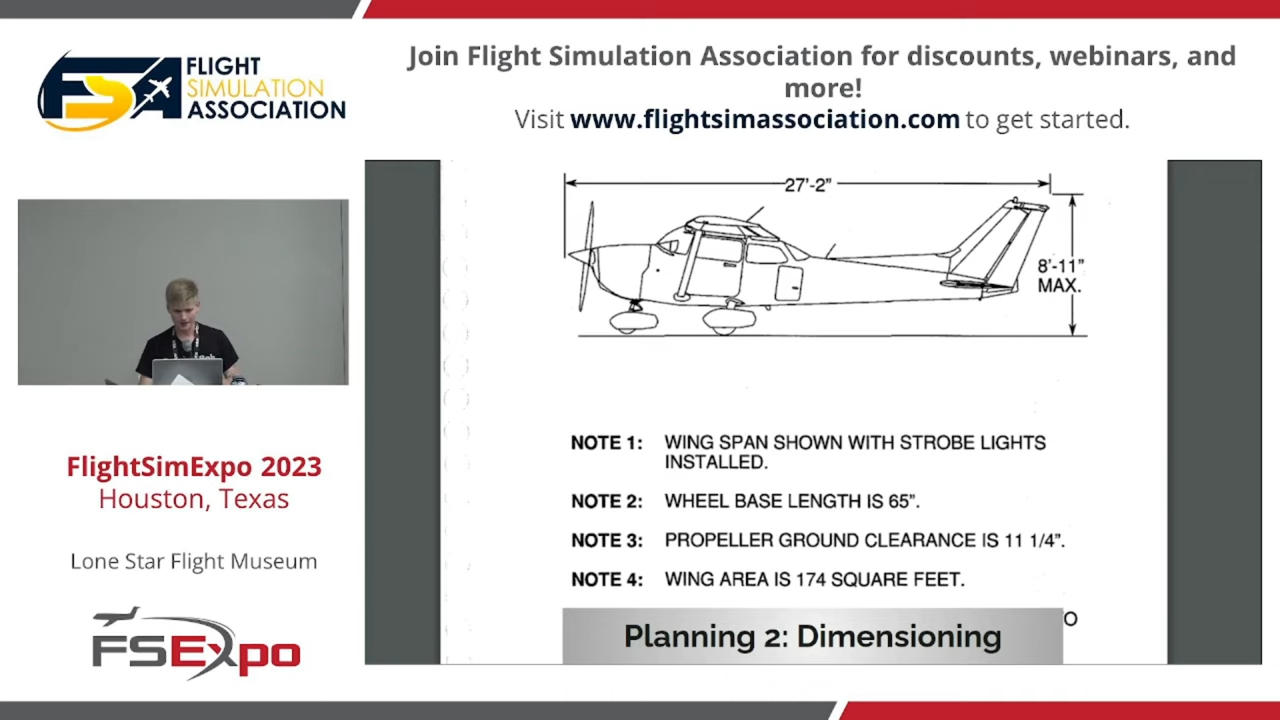 FLIGHT
SIMULATION
ASSOCIATION
FSA
Join Flight Simulation Association for discounts, webinars, and
more!
Visit www.flightsimassociation.com to get started.
27'-2"
8'-11"
MAX.
NOTE 1: WING SPAN SHOWN WITH STROBE LIGHTS
INSTALLED.
NOTE 2: WHEEL BASE LENGTH IS 65".
NOTE 3: PROPELLER GROUND CLEARANCE IS 11 1/4".
NOTE 4: WING AREA IS 174 SQUARE FEET.
O
Planning 2: Dimensioning
FlightSimExpo 2023
Houston, Texas
Lone Star Flight Museum
FSExpo